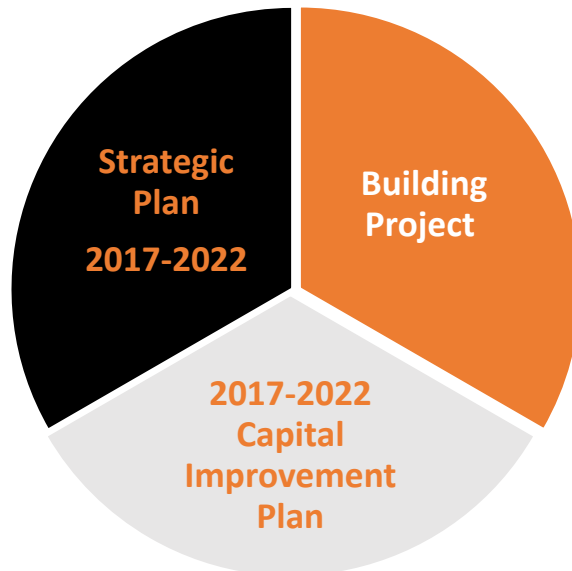 Strategic
Plan
2017-2022
Building
Project
2017-2022
Capital
Improvement
Plan